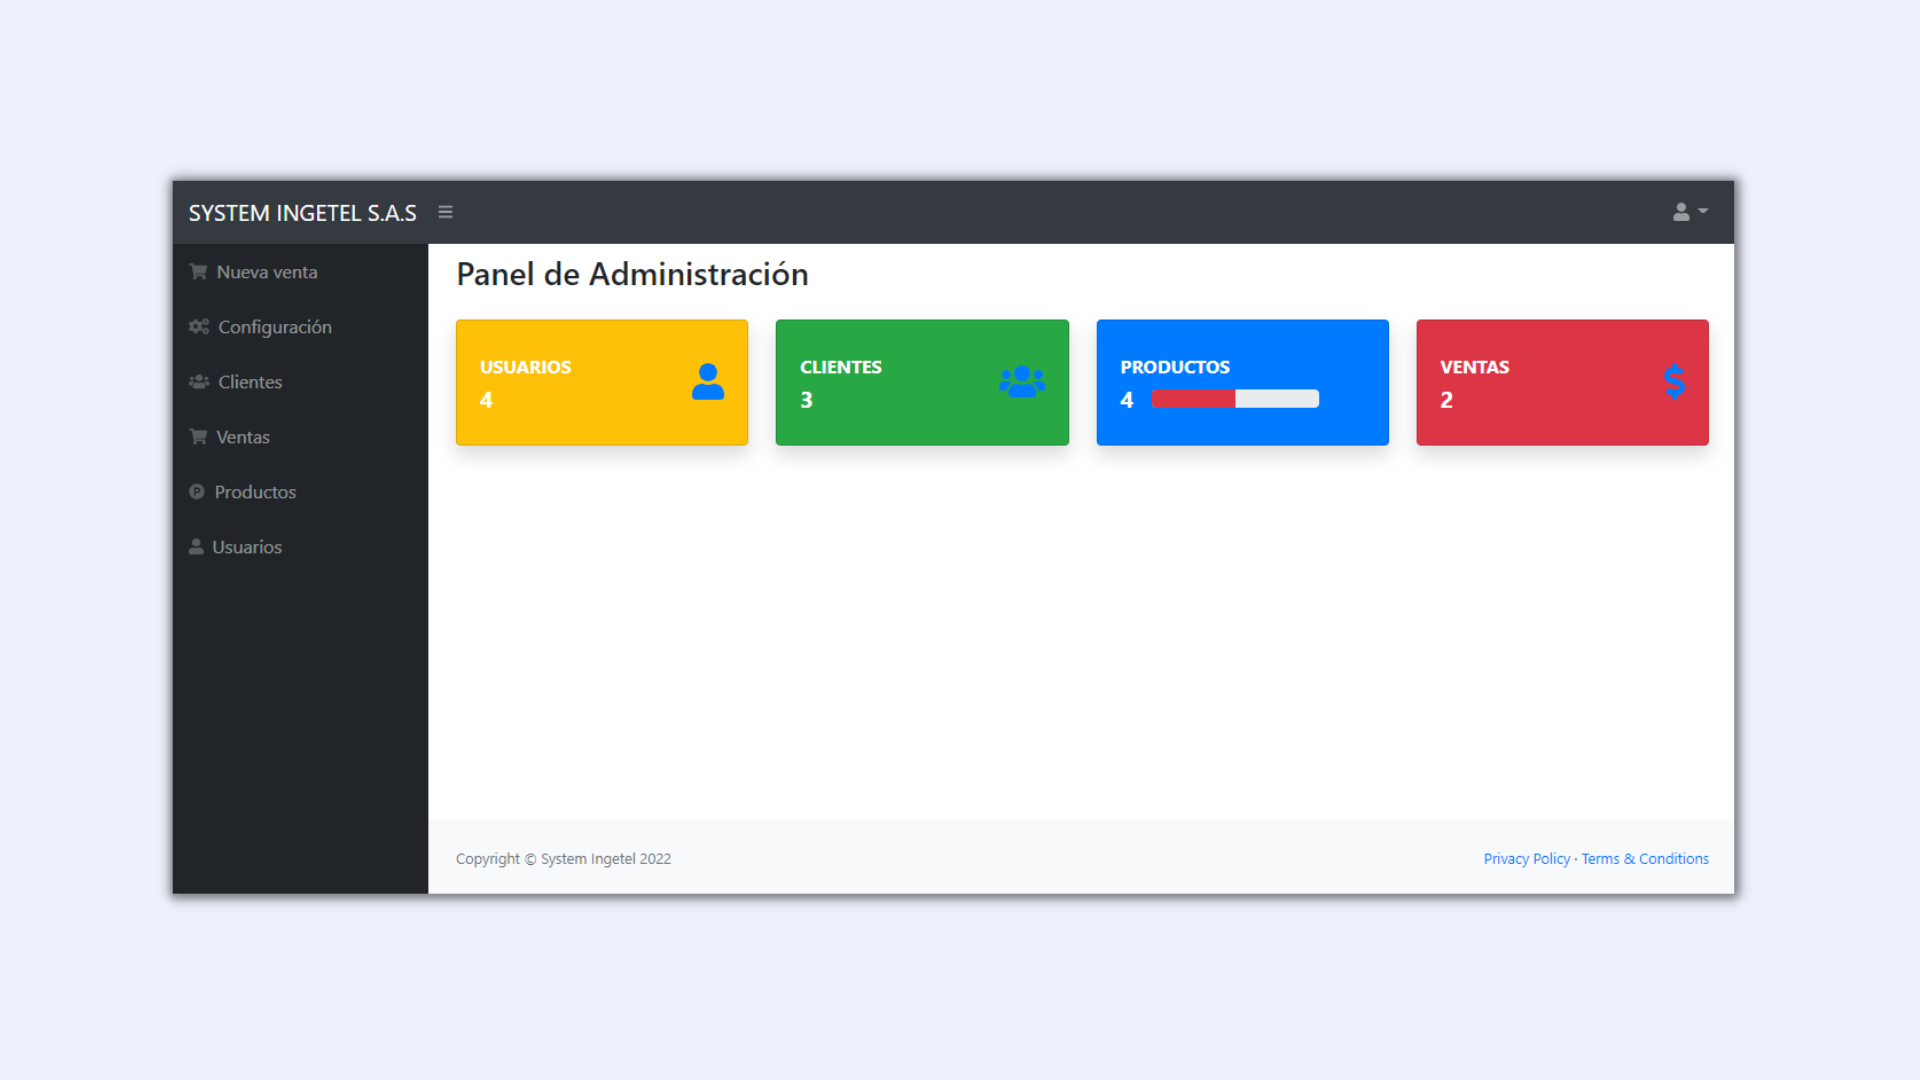 SYSTEM INGETEL S.A.S
Nueva venta
Configuración
Clientes
Ventas
Productos
Usuarios
Panel de Administración
USUARIOS
4
CLIENTES
3
PRODUCTOS
4
VENTAS
2
Copyright © System Ingetel 2022
Privacy Policy · Terms & Conditions